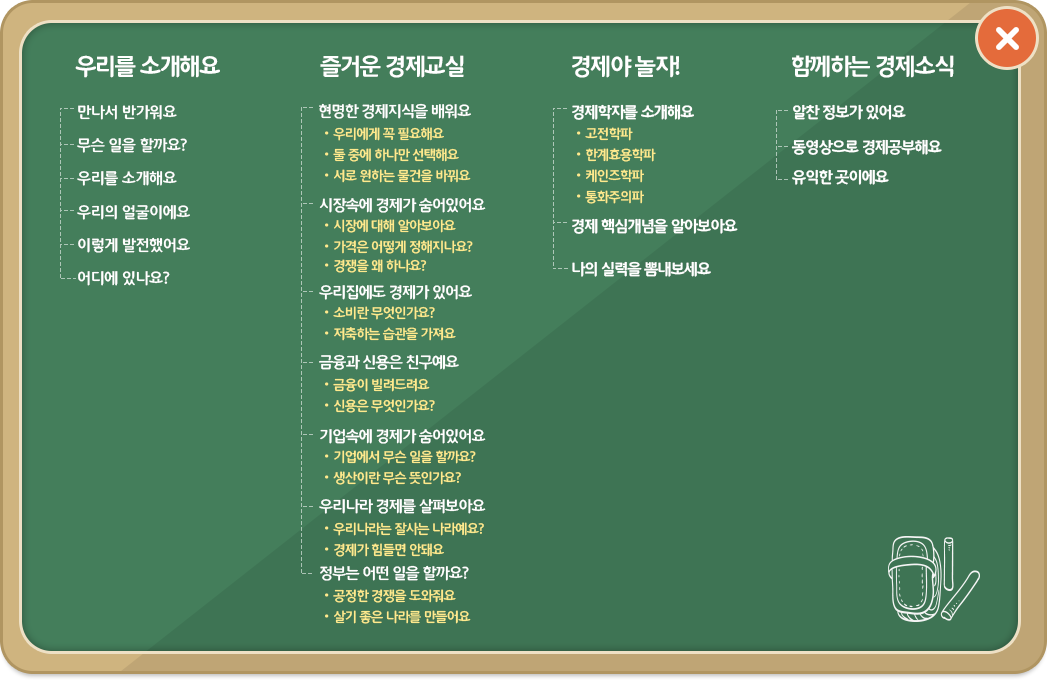 우리를 소개해요
만나서 반가워요
무슨 일을 할까요?
우리를 소개해요
우리의 얼굴이에요
이렇게 발전했어요
어디에 있나요?
즐거운 경제교실
현명한 경제지식을 배워요
• 우리에게 꼭 필요해요
• 둘 중에 하나만 선택해요
• 서로 원하는 물건을 바꿔요
시장속에 경제가 숨어있어요
• 시장에 대해 알아보아요
• 가격은 어떻게 정해지나요?
• 경쟁을 왜 하나요?
우리집에도 경제가 있어요
• 소비란 무엇인가요?
• 저축하는 습관을 가져요
금융과 신용은 친구예요
• 금융이 빌려드려요
• 신용은 무엇인가요?
기업속에 경제가 숨어있어요
• 기업에서 무슨 일을 할까요?
• 생산이란 무슨 뜻인가요?
우리나라 경제를 살펴보아요
• 우리나라는 잘사는 나라예요?
• 경제가 힘들면 안돼요
정부는 어떤 일을 할까요?
• 공정한 경쟁을 도와줘요
• 살기 좋은 나라를 만들어요
경제야 놀자!
경제학자를 소개해요
• 고전학파
• 한계효용학파
• 케인즈학파
• 통화주의파
경제 핵심개념을 알아보아요
나의 실력을 뽐내보세요
함께하는 경제소식
알찬 정보가 있어요
동영상으로 경제공부해요
유익한 곳이에요